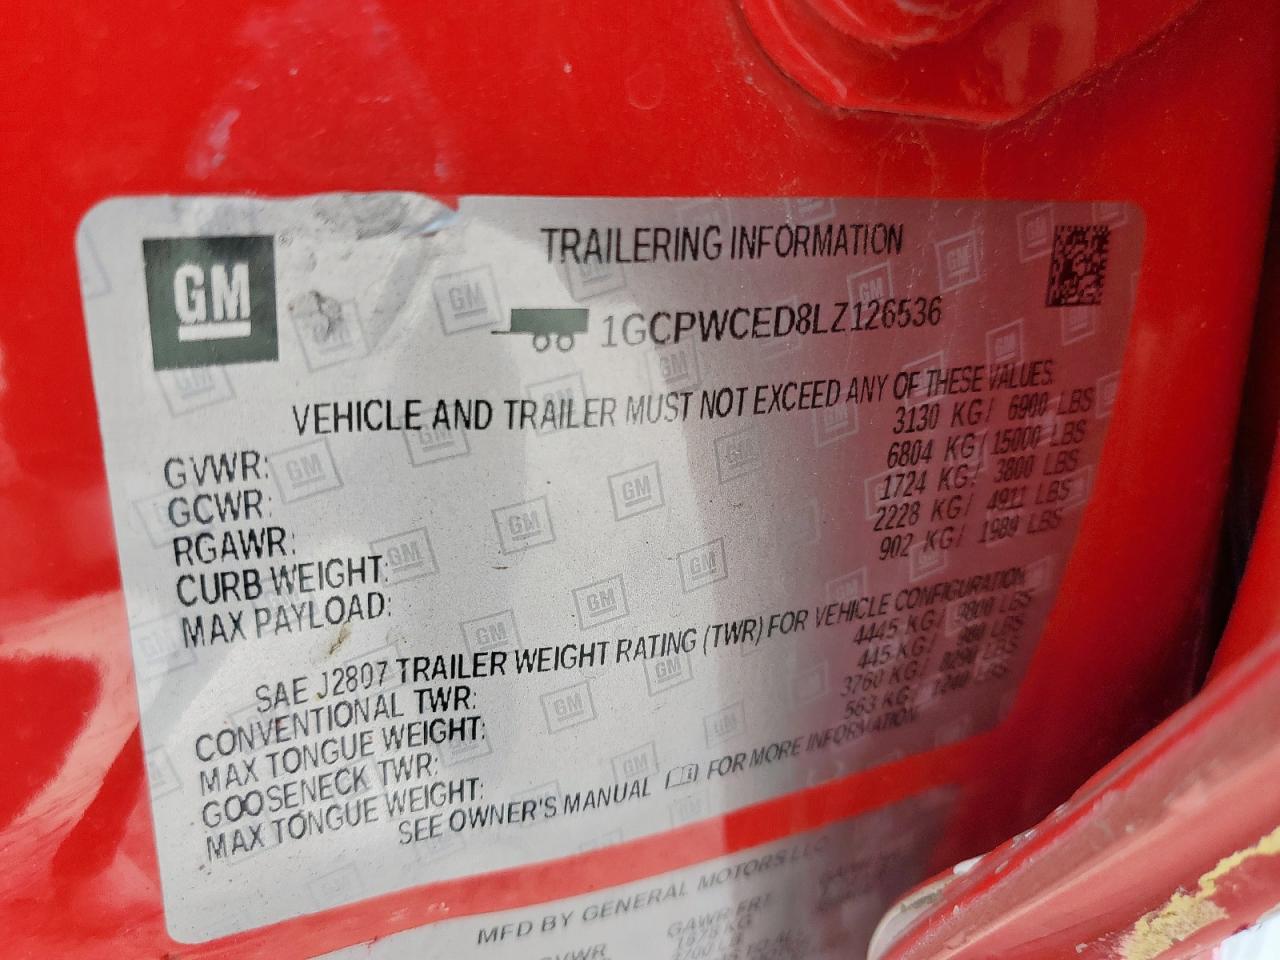 GM
TRAILERING INFORMATION
1GCPWCED8LZ126536
VEHICLE AND TRAILER MUST NOT EXCEED ANY OF THESE VALUES.
GVWR: 3130 KG/ 6900 LBS
GCWR: 6804 KG/15000 LBS
RGAWR: 1724 KG/ 3800 LBS
CURB WEIGHT: 2228 KG/ 4911 LBS
MAX PAYLOAD: 902 KG/ 1989 LBS
SAE J2807 TRAILER WEIGHT RATING (TWR) FOR VEHICLE CONFIGURATION
CONVENTIONAL TWR: 4445 KG/ 9800 LBS
MAX TONGUE WEIGHT: 445 KG/ 980 LBS
GOOSENECK TWR: 3760 KG/ 8290 LBS
MAX TONGUE WEIGHT: 563 KG/ 1240 LBS
SEE OWNER'S MANUAL FOR MORE INFORMATION.
MFD BY GENERAL MOTORS LLC
GVWR GAWR FRT